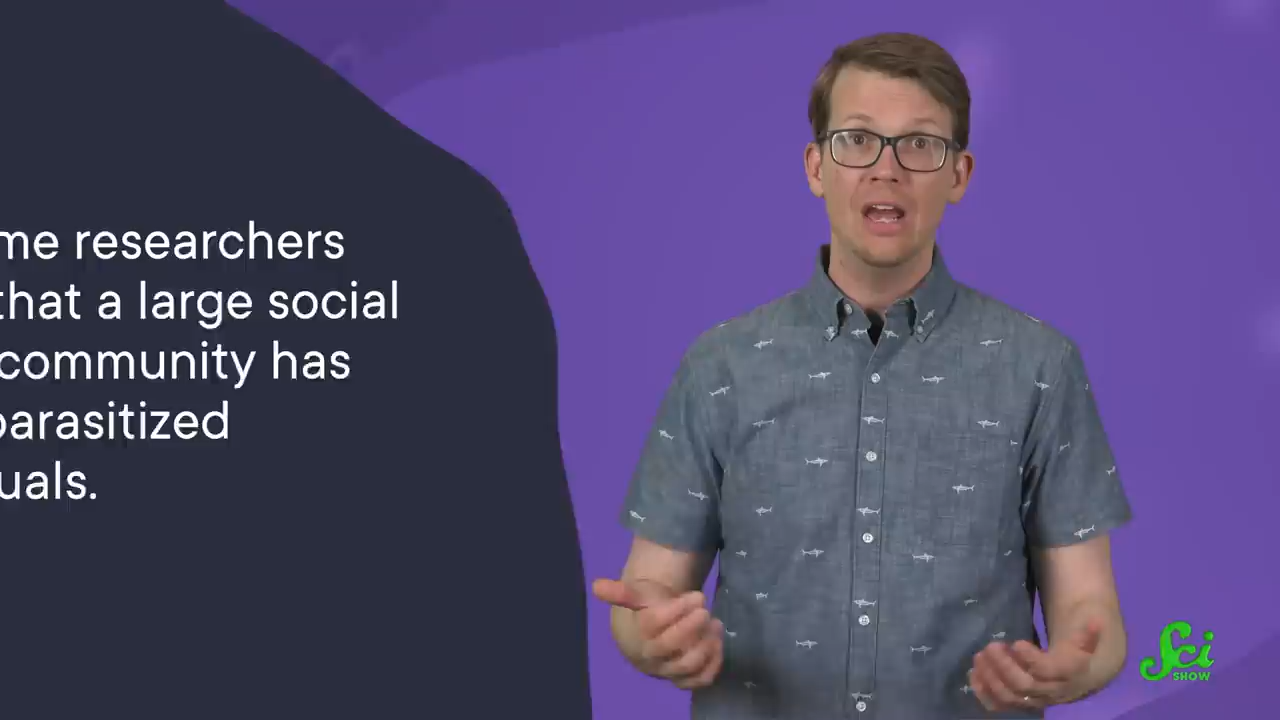 me researchers
that a large social
community has
parasitized
uals.
Sci
SHOW